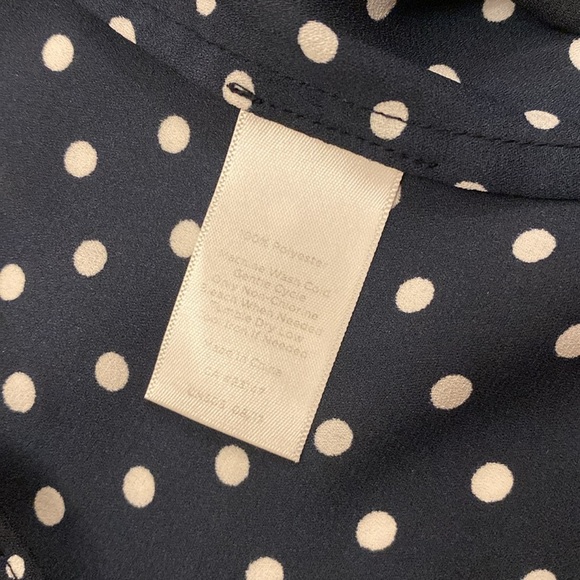 100% Polyester
Machine Wash Cold
Gentle Cycle
Only Non-Chlorine
Bleach When Needed
Tumble Dry Low
Iron If Needed
Made in China
CA